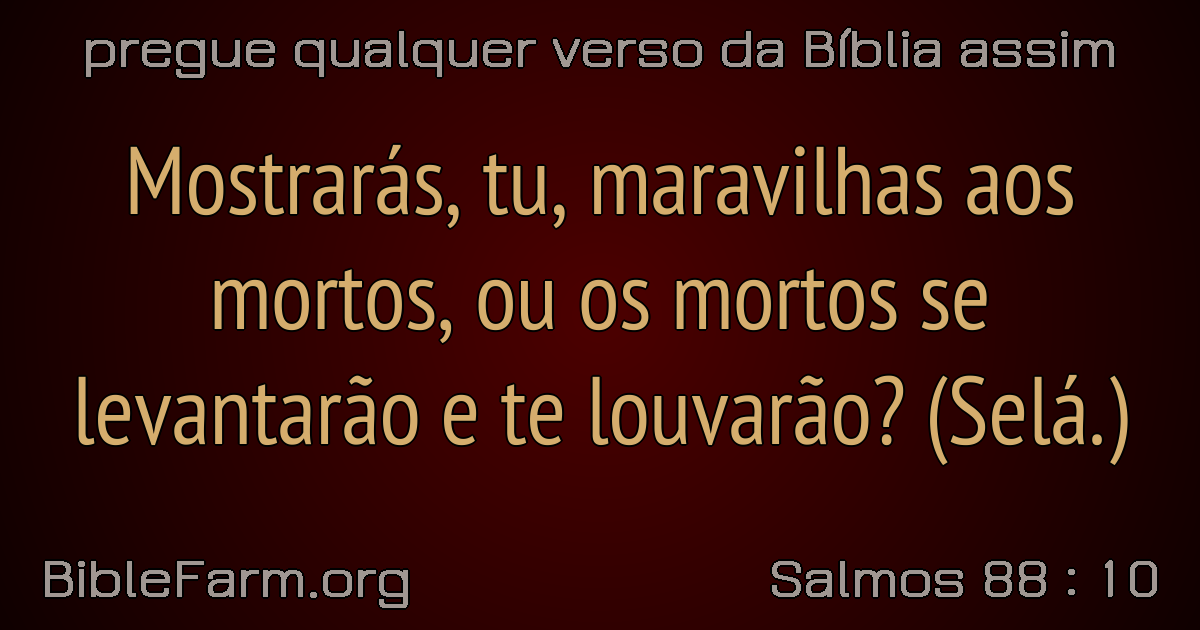 pregue qualquer verso da Bíblia assim
Mostrarás, tu, maravilhas aos
mortos, ou os mortos se
levantarão e te louvarão? (Selá.)
BibleFarm.org
Salmos 88 : 10